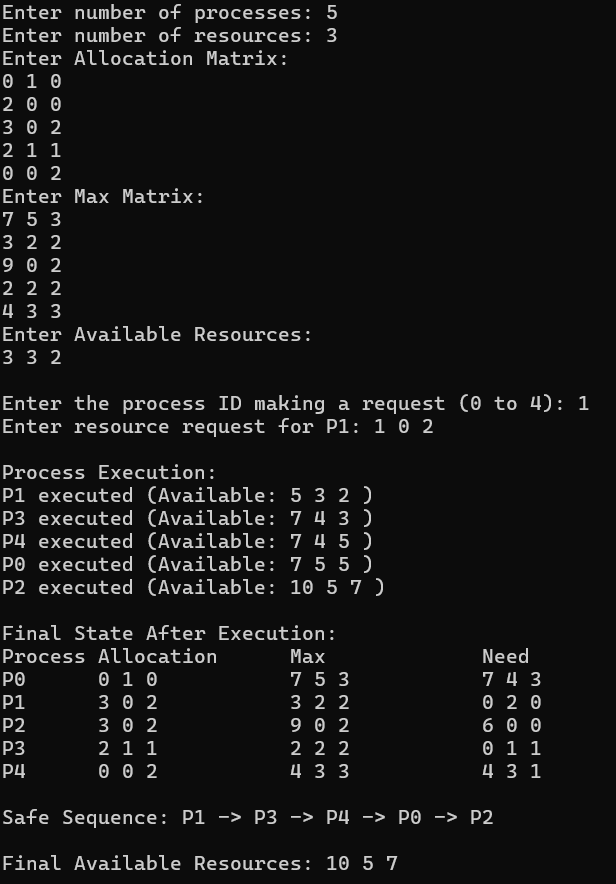 Enter number of processes: 5
Enter number of resources: 3
Enter Allocation Matrix:
0 1 0
2 0 0
3 0 2
2 1 1
0 0 2
Enter Max Matrix:
7 5 3
3 2 2
9 0 2
2 2 2
4 3 3
Enter Available Resources:
3 3 2
Enter the process ID making a request (0 to 4): 1
Enter resource request for P1: 1 0 2
Process Execution:
P1 executed (Available: 5 3 2 )
P3 executed (Available: 7 4 3 )
P4 executed (Available: 7 4 5 )
P0 executed (Available: 7 5 5 )
P2 executed (Available: 10 5 7 )
Final State After Execution:
Process Allocation Max Need
P0 0 1 0 7 5 3 7 4 3
P1 3 0 2 3 2 2 0 2 0
P2 3 0 2 9 0 2 6 0 0
P3 2 1 1 2 2 2 0 1 1
P4 0 0 2 4 3 3 4 3 1
Safe Sequence: P1 -> P3 -> P4 -> P0 -> P2
Final Available Resources: 10 5 7